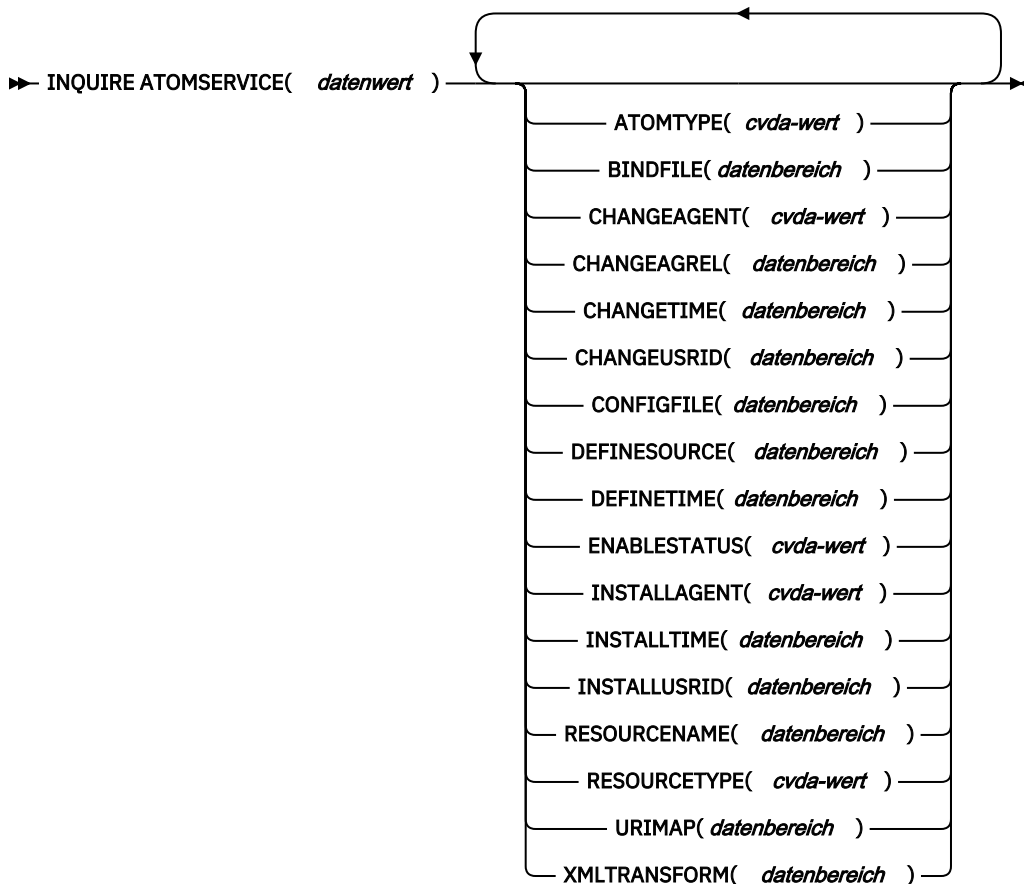 INQUIRE ATOMSERVICE( datenwert )
ATOMTYPE( cvda-wert )
BINDFILE( datenbereich )
CHANGEAGENT( cvda-wert )
CHANGEAGREL( datenbereich )
CHANGETIME( datenbereich )
CHANGEUSRID( datenbereich )
CONFIGFILE( datenbereich )
DEFINESOURCE( datenbereich )
DEFINETIME( datenbereich )
ENABLESTATUS( cvda-wert )
INSTALLAGENT( cvda-wert )
INSTALLTIME( datenbereich )
INSTALLUSRID( datenbereich )
RESOURCENAME( datenbereich )
RESOURCETYPE( cvda-wert )
URIMAP( datenbereich )
XMLTRANSFORM( datenbereich )